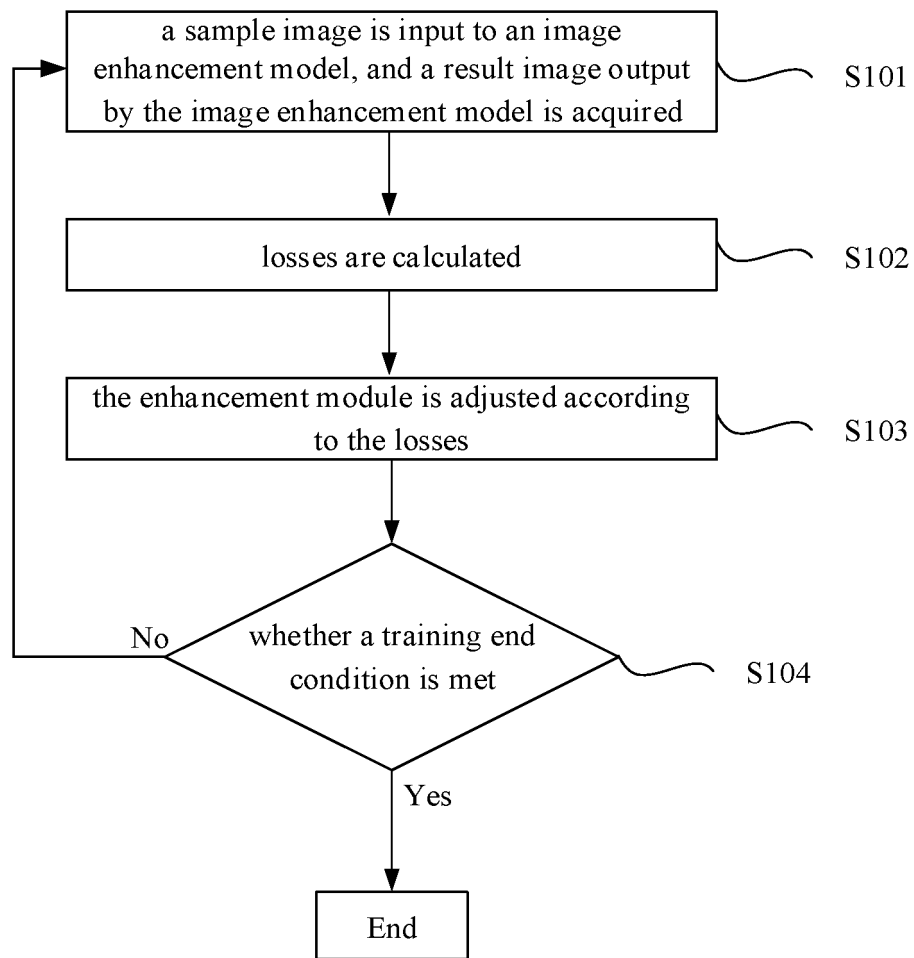 a sample image is input to an image
enhancement model, and a result image output
by the image enhancement model is acquired
S101
losses are calculated
S102
the enhancement module is adjusted according
to the losses
S103
No
whether a training end
condition is met
S104
Yes
End